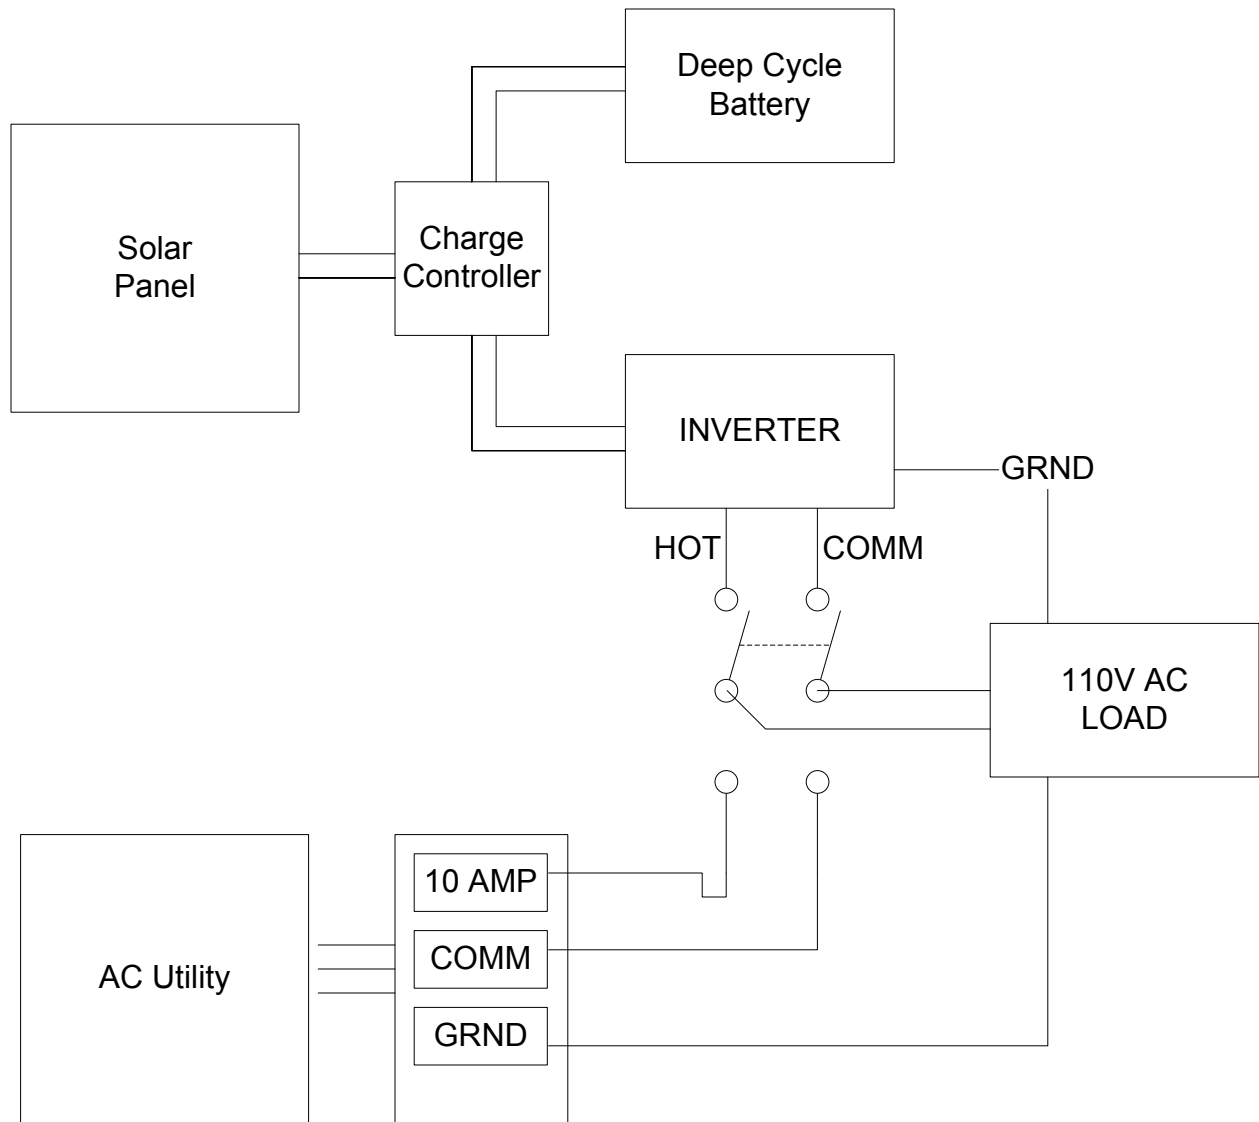 Deep Cycle
Battery
Solar
Panel
Charge
Controller
INVERTER
GRND
HOT
COMM
110V AC
LOAD
10 AMP
COMM
GRND
AC Utility